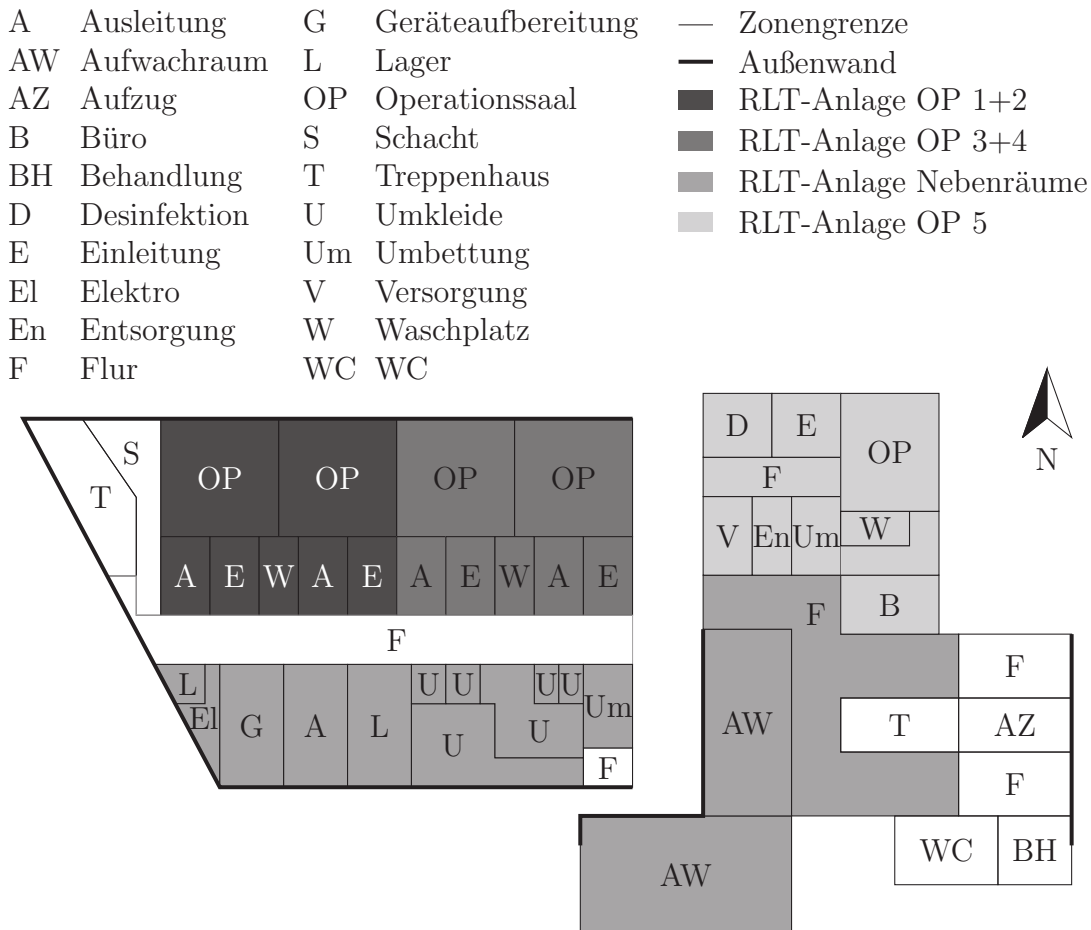 A Ausleitung G Geräteaufbereitung Zonengrenze
AW Aufwachraum L Lager Außenwand
AZ Aufzug OP Operationssaal RLT-Anlage OP 1+2
B Büro S Schacht RLT-Anlage OP 3+4
BH Behandlung T Treppenhaus RLT-Anlage Nebenräume
D Desinfektion U Umkleide RLT-Anlage OP 5
E Einleitung Um Umbettung
El Elektro V Versorgung
En Entsorgung W Waschplatz
F Flur WC WC
S
T
OP OP OP OP
A E W A E A E W A E
F
L U U U U
El G A L U U Um
F
D E OP
F
V En Um W
F B
N
F
AW T AZ
F
AW WC BH